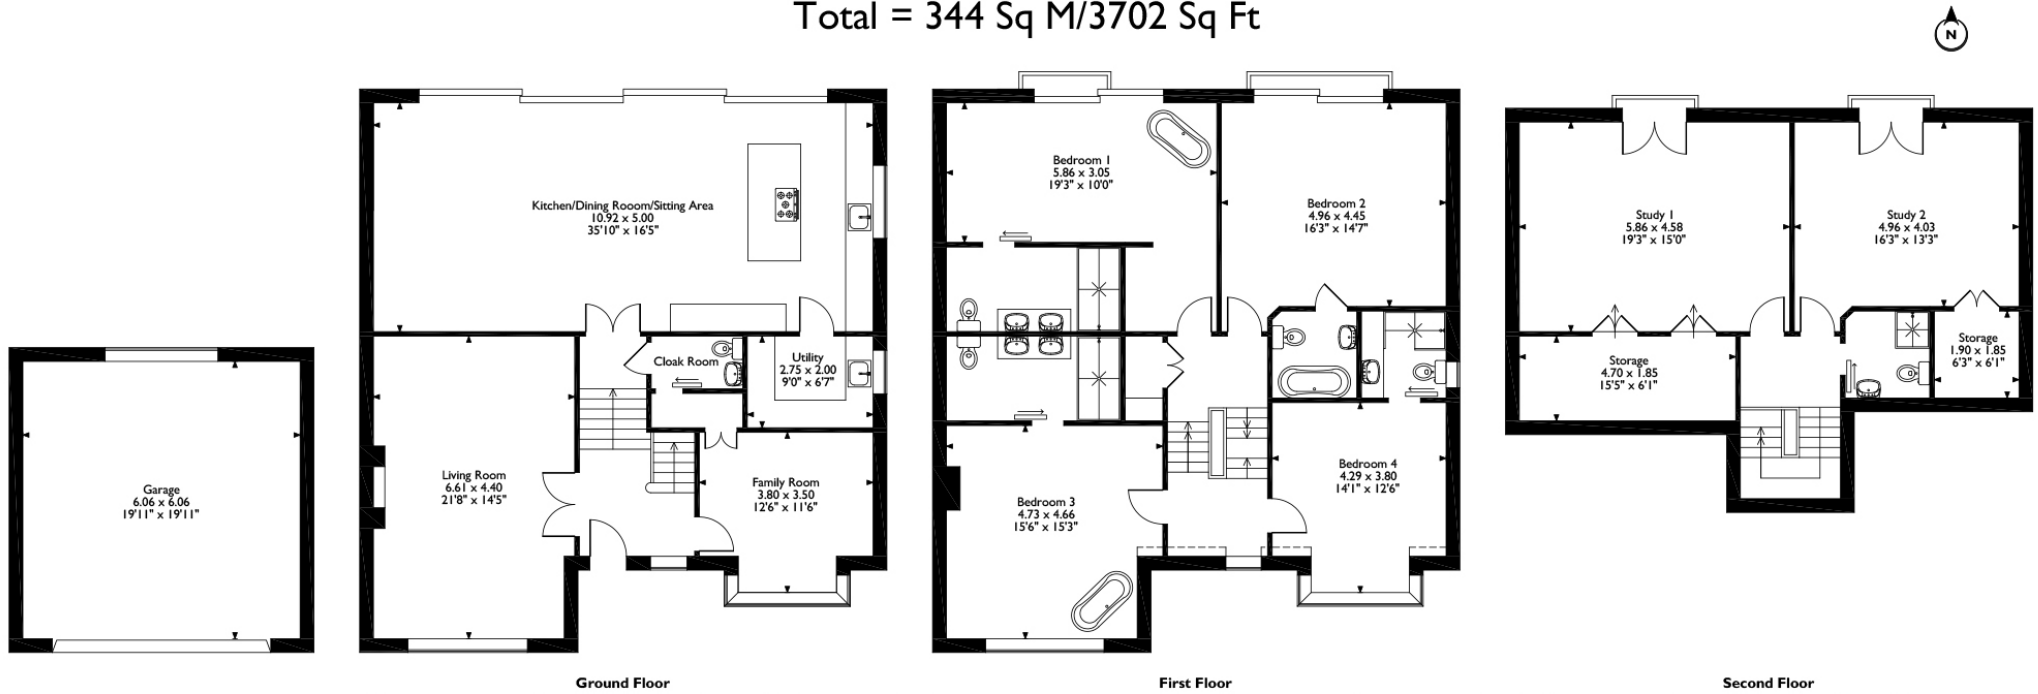 Total = 344 Sq M/3702 Sq Ft
N
Garage
6.06 x 6.06
19'11" x 19'11"
Kitchen/Dining Rooom/Sitting Area
10.92 x 5.00
35'10" x 16'5"
Cloak Room
Utility
2.75 x 2.00
9'0" x 6'7"
Living Room
6.61 x 4.40
21'8" x 14'5"
Family Room
3.80 x 3.50
12'6" x 11'6"
Ground Floor
Bedroom 1
5.86 x 3.05
19'3" x 10'0"
Bedroom 2
4.96 x 4.45
16'3" x 14'7"
Bedroom 3
4.73 x 4.66
15'6" x 15'3"
Bedroom 4
4.29 x 3.80
14'1" x 12'6"
First Floor
Study 1
5.86 x 4.58
19'3" x 15'0"
Study 2
4.96 x 4.03
16'3" x 13'3"
Storage
4.70 x 1.85
15'5" x 6'1"
Storage
1.90 x 1.85
6'3" x 6'1"
Second Floor